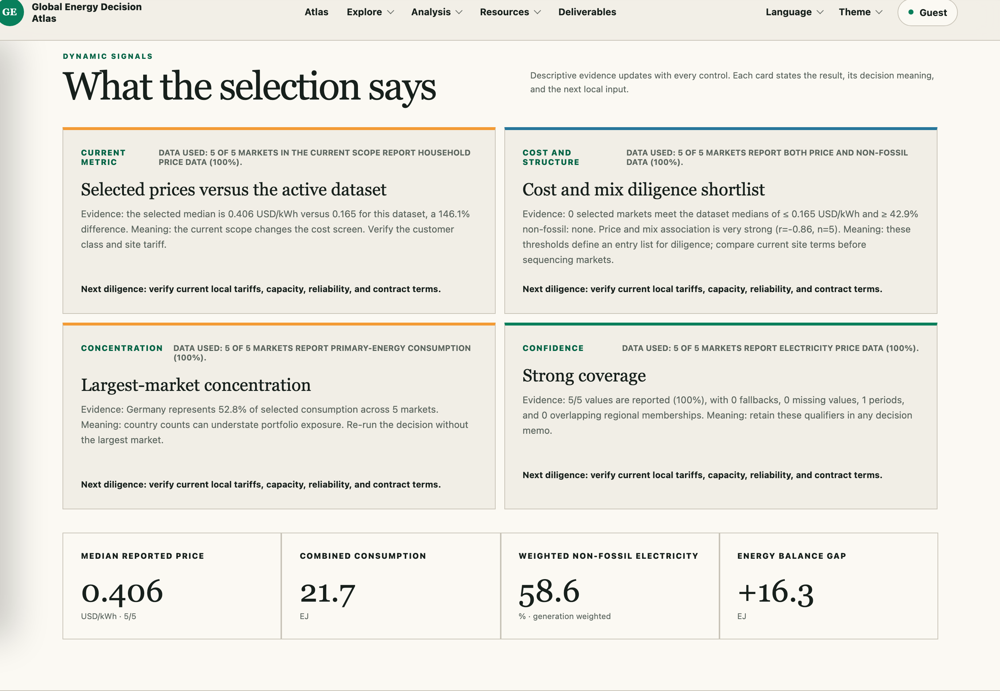 GE
Global Energy Decision
Atlas
Atlas
Explore
Analysis
Resources
Deliverables
Language
Theme
Guest
DYNAMIC SIGNALS
What the selection says
Descriptive evidence updates with every control. Each card states the result, its decision meaning,
and the next local input.
CURRENT
METRIC
DATA USED: 5 OF 5 MARKETS IN THE CURRENT SCOPE REPORT HOUSEHOLD
PRICE DATA (100%).
Selected prices versus the active dataset
Evidence: the selected median is 0.406 USD/kWh versus 0.165 for this dataset, a 146.1%
difference. Meaning: the current scope changes the cost screen. Verify the customer
class and site tariff.
Next diligence: verify current local tariffs, capacity, reliability, and contract terms.
COST AND
STRUCTURE
DATA USED: 5 OF 5 MARKETS REPORT BOTH PRICE AND NON-FOSSIL
DATA (100%).
Cost and mix diligence shortlist
Evidence: 0 selected markets meet the dataset medians of ≤ 0.165 USD/kWh and ≥ 42.9%
non-fossil: none. Price and mix association is very strong (r=-0.86, n=5). Meaning: these
thresholds define an entry list for diligence; compare current site terms before
sequencing markets.
Next diligence: verify current local tariffs, capacity, reliability, and contract terms.
CONCENTRATION
DATA USED: 5 OF 5 MARKETS REPORT PRIMARY-ENERGY CONSUMPTION
(100%).
Largest-market concentration
Evidence: Germany represents 52.8% of selected consumption across 5 markets.
Meaning: country counts can understate portfolio exposure. Re-run the decision without
the largest market.
Next diligence: verify current local tariffs, capacity, reliability, and contract terms.
CONFIDENCE
DATA USED: 5 OF 5 MARKETS REPORT ELECTRICITY PRICE DATA (100%).
Strong coverage
Evidence: 5/5 values are reported (100%), with 0 fallbacks, 0 missing values, 1 periods,
and 0 overlapping regional memberships. Meaning: retain these qualifiers in any decision
memo.
Next diligence: verify current local tariffs, capacity, reliability, and contract terms.
MEDIAN REPORTED PRICE
0.406
USD/kWh · 5/5
COMBINED CONSUMPTION
21.7
EJ
WEIGHTED NON-FOSSIL ELECTRICITY
58.6
% · generation weighted
ENERGY BALANCE GAP
+16.3
EJ